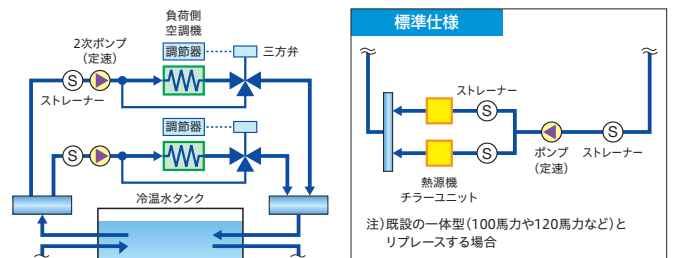 負荷側
空調機
2次ポンプ
(定速)
調節器
三方弁
S
ストレーナー
調節器
S
冷温水タンク
標準仕様
ストレーナー
S
S
S
ポンプ
(定速)
ストレーナー
熱源機
チラーユニット
注)既設の一体型(100馬力や120馬力など)と
リプレースする場合